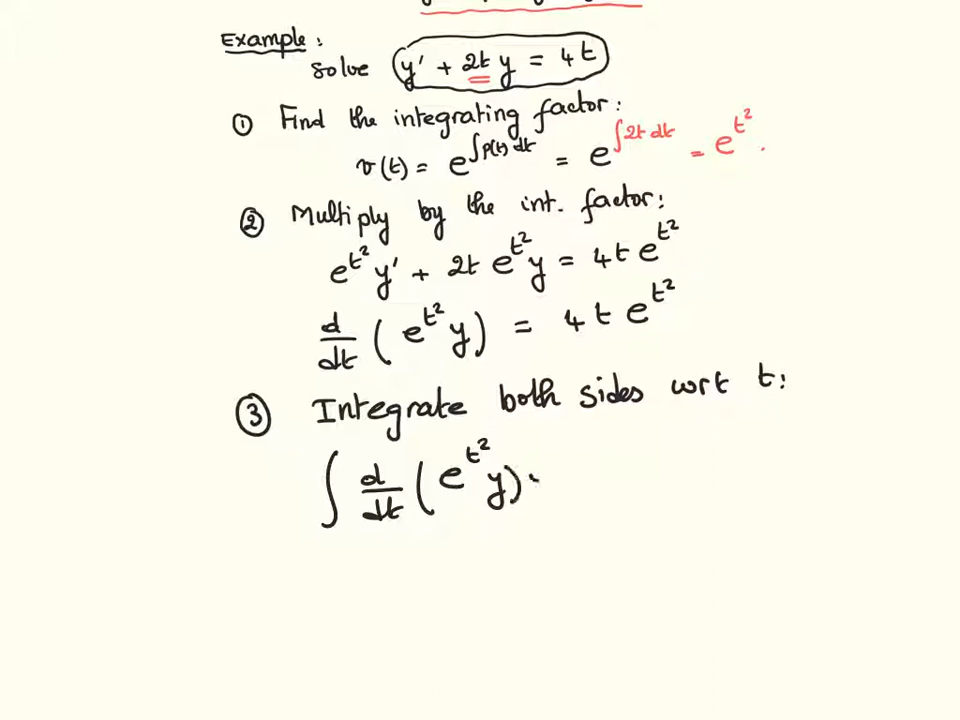 Example:
solve y' + 2t y = 4t
① Find the integrating factor:
v(t) = e^{∫p(t) dt} = e^{∫2t dt} = e^{t²}.
② Multiply by the int. factor:
e^{t²} y' + 2t e^{t²} y = 4t e^{t²}
d/dt (e^{t²} y) = 4t e^{t²}
③ Integrate both sides wrt t:
∫ d/dt (e^{t²} y)